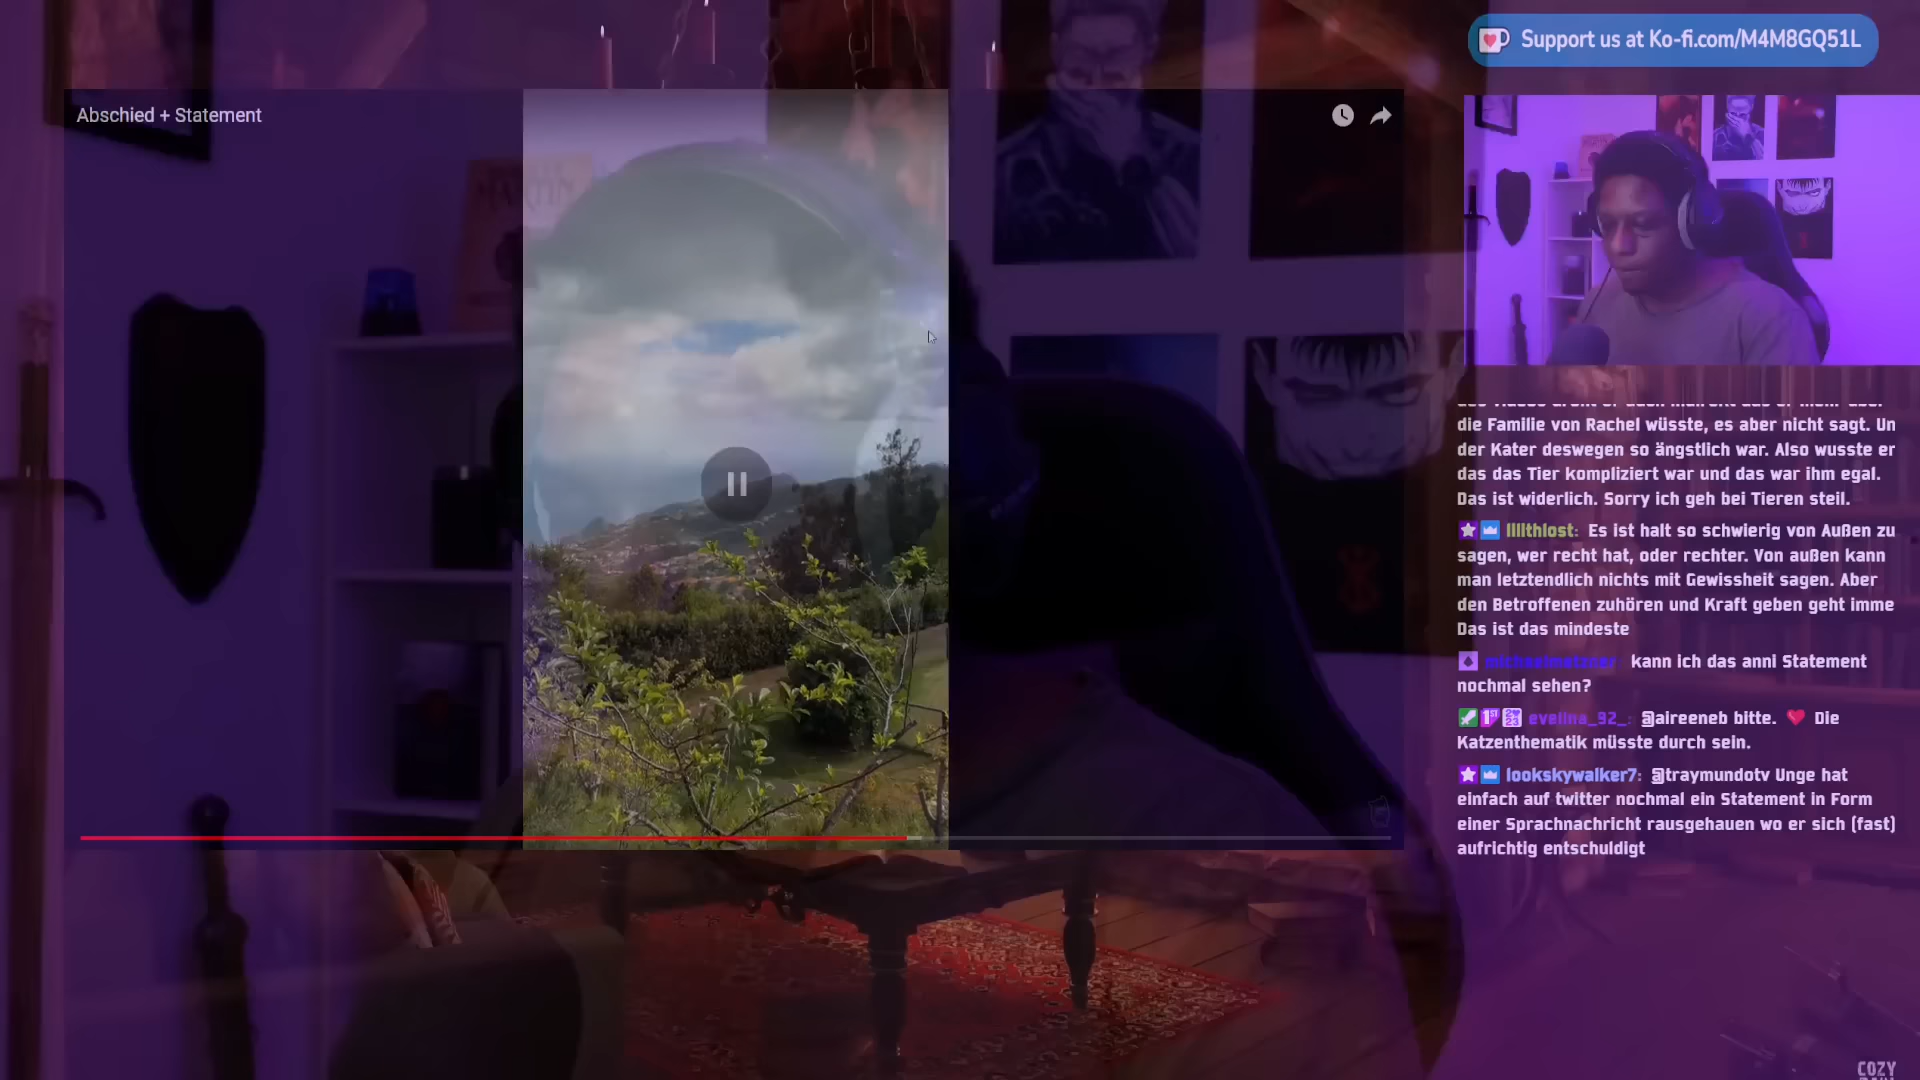 Support us at Ko-fi.com/M4M8GQ51L
Abschied + Statement
die Familie von Rachel wüsste, es aber nicht sagt. Un
der Kater deswegen so ängstlich war. Also wusste er
das das Tier kompliziert war und das war ihm egal.
Das ist widerlich. Sorry ich geh bei Tieren steil.
lilithlost: Es ist halt so schwierig von Außen zu
sagen, wer recht hat, oder rechter. Von außen kann
man letztendlich nichts mit Gewissheit sagen. Aber
den Betroffenen zuhören und Kraft geben geht imme
Das ist das mindeste
kann ich das anni Statement
nochmal sehen?
evelina_92_: @aireeneb bitte. Die
Katzenthematik müsste durch sein.
lookskywalker7: @traymundotv Unge hat
einfach auf twitter nochmal ein Statement in Form
einer Sprachnachricht rausgehauen wo er sich (fast)
aufrichtig entschuldigt
COZY